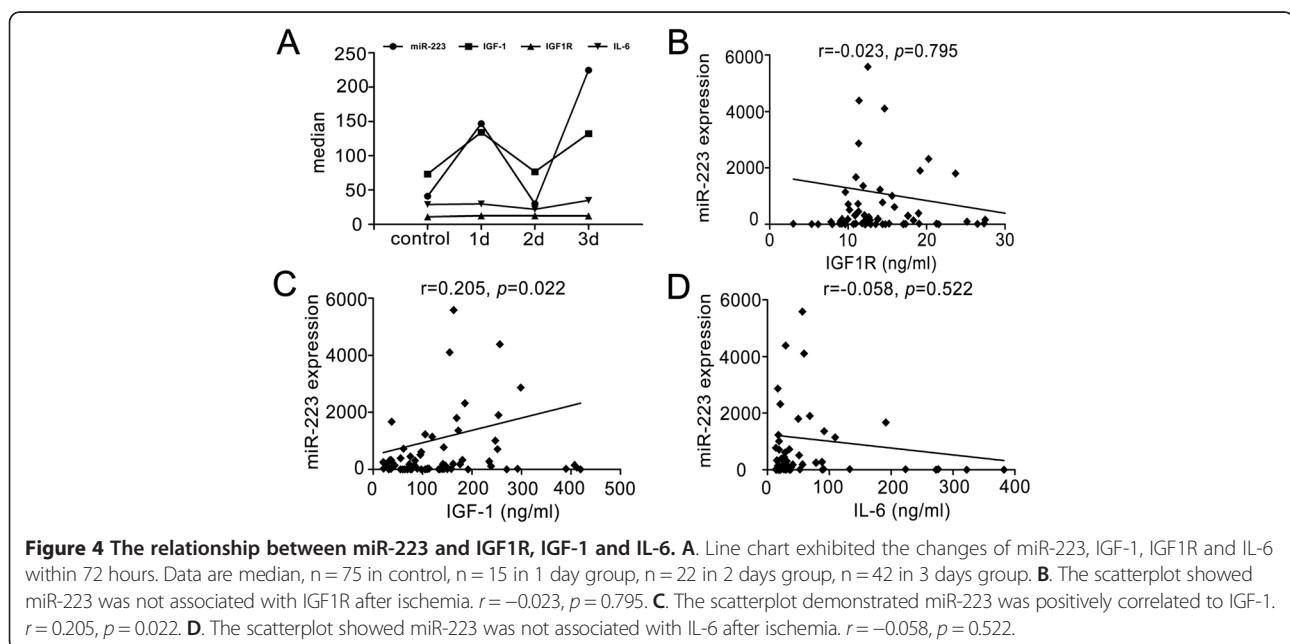 A
miR-223 IGF-1 IGF1R IL-6
250
200
150
100
50
0
median
control 1d 2d 3d
B
r=-0.023, p=0.795
6000
4000
2000
0
miR-223 expression
0 10 20 30
IGF1R (ng/ml)
C
r=0.205, p=0.022
6000
4000
2000
0
miR-223 expression
0 100 200 300 400 500
IGF-1 (ng/ml)
D
r=-0.058, p=0.522
6000
4000
2000
0
miR-223 expression
0 100 200 300 400
IL-6 (ng/ml)
Figure 4 The relationship between miR-223 and IGF1R, IGF-1 and IL-6. A. Line chart exhibited the changes of miR-223, IGF-1, IGF1R and IL-6
within 72 hours. Data are median, n = 75 in control, n = 15 in 1 day group, n = 22 in 2 days group, n = 42 in 3 days group. B. The scatterplot showed
miR-223 was not associated with IGF1R after ischemia. r = −0.023, p = 0.795. C. The scatterplot demonstrated miR-223 was positively correlated to IGF-1.
r = 0.205, p = 0.022. D. The scatterplot showed miR-223 was not associated with IL-6 after ischemia. r = −0.058, p = 0.522.